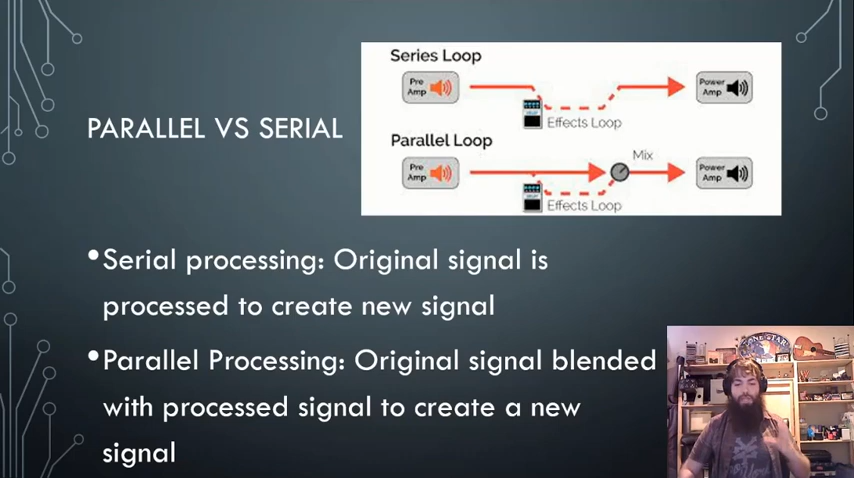 Series Loop
Pre
Amp
Power
Amp
Effects Loop
PARALLEL VS SERIAL
Parallel Loop
Mix
Pre
Amp
Power
Amp
Effects Loop
•Serial processing: Original signal is
processed to create new signal
•Parallel Processing: Original signal blended
with processed signal to create a new
signal